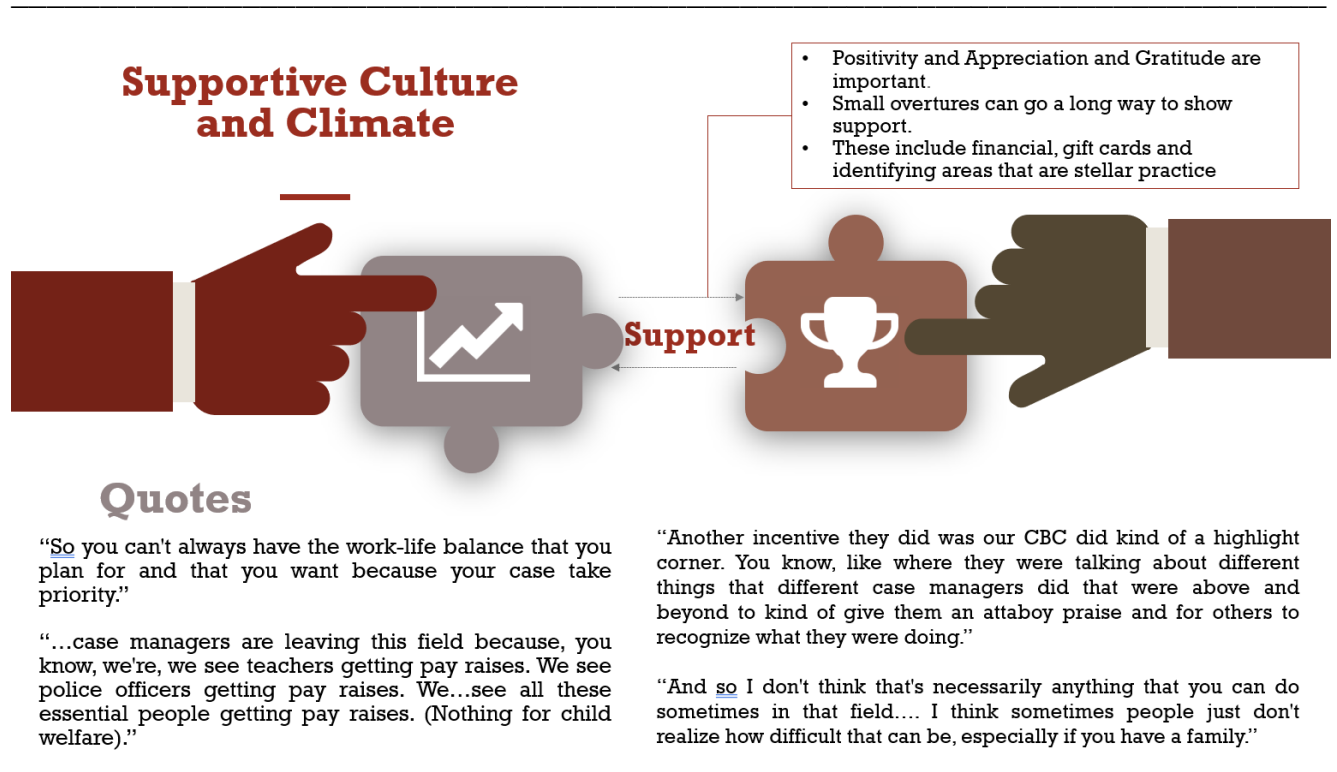 Supportive Culture
and Climate
• Positivity and Appreciation and Gratitude are
important.
• Small overtures can go a long way to show
support.
• These include financial, gift cards and
identifying areas that are stellar practice
Support
Quotes
“So you can't always have the work-life balance that you
plan for and that you want because your case take
priority.”
“…case managers are leaving this field because, you
know, we're, we see teachers getting pay raises. We see
police officers getting pay raises. We…see all these
essential people getting pay raises. (Nothing for child
welfare).”
“Another incentive they did was our CBC did kind of a highlight
corner. You know, like where they were talking about different
things that different case managers did that were above and
beyond to kind of give them an attaboy praise and for others to
recognize what they were doing.”
“And so I don't think that's necessarily anything that you can do
sometimes in that field…. I think sometimes people just don't
realize how difficult that can be, especially if you have a family.”